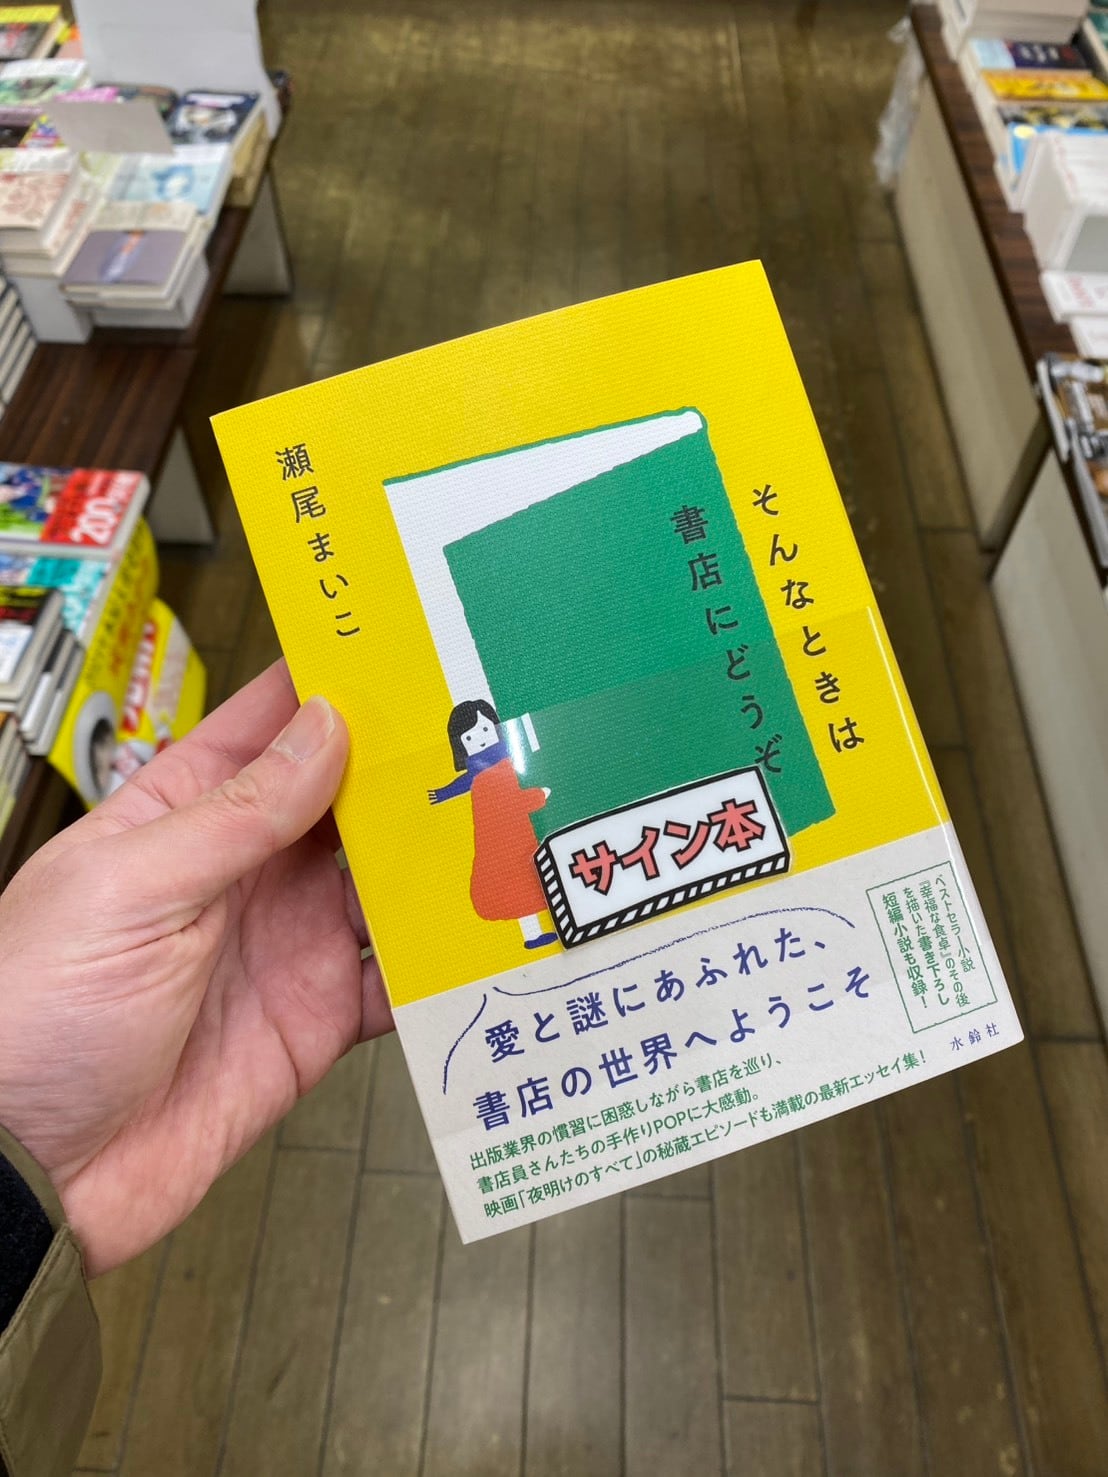 そんなときは
書店にどうぞ
瀬尾まいこ
サイン本
ベストセラー小説
『幸福な食卓』のその後
を描いた書き下ろし
短編小説も収録!
愛と謎にあふれた、
書店の世界へようこそ
出版業界の慣習に困惑しながら書店を巡り、
書店員さんたちの手作りPOPに大感動。
映画「夜明けのすべて」の秘蔵エピソードも満載の最新エッセイ集!
水鈴社